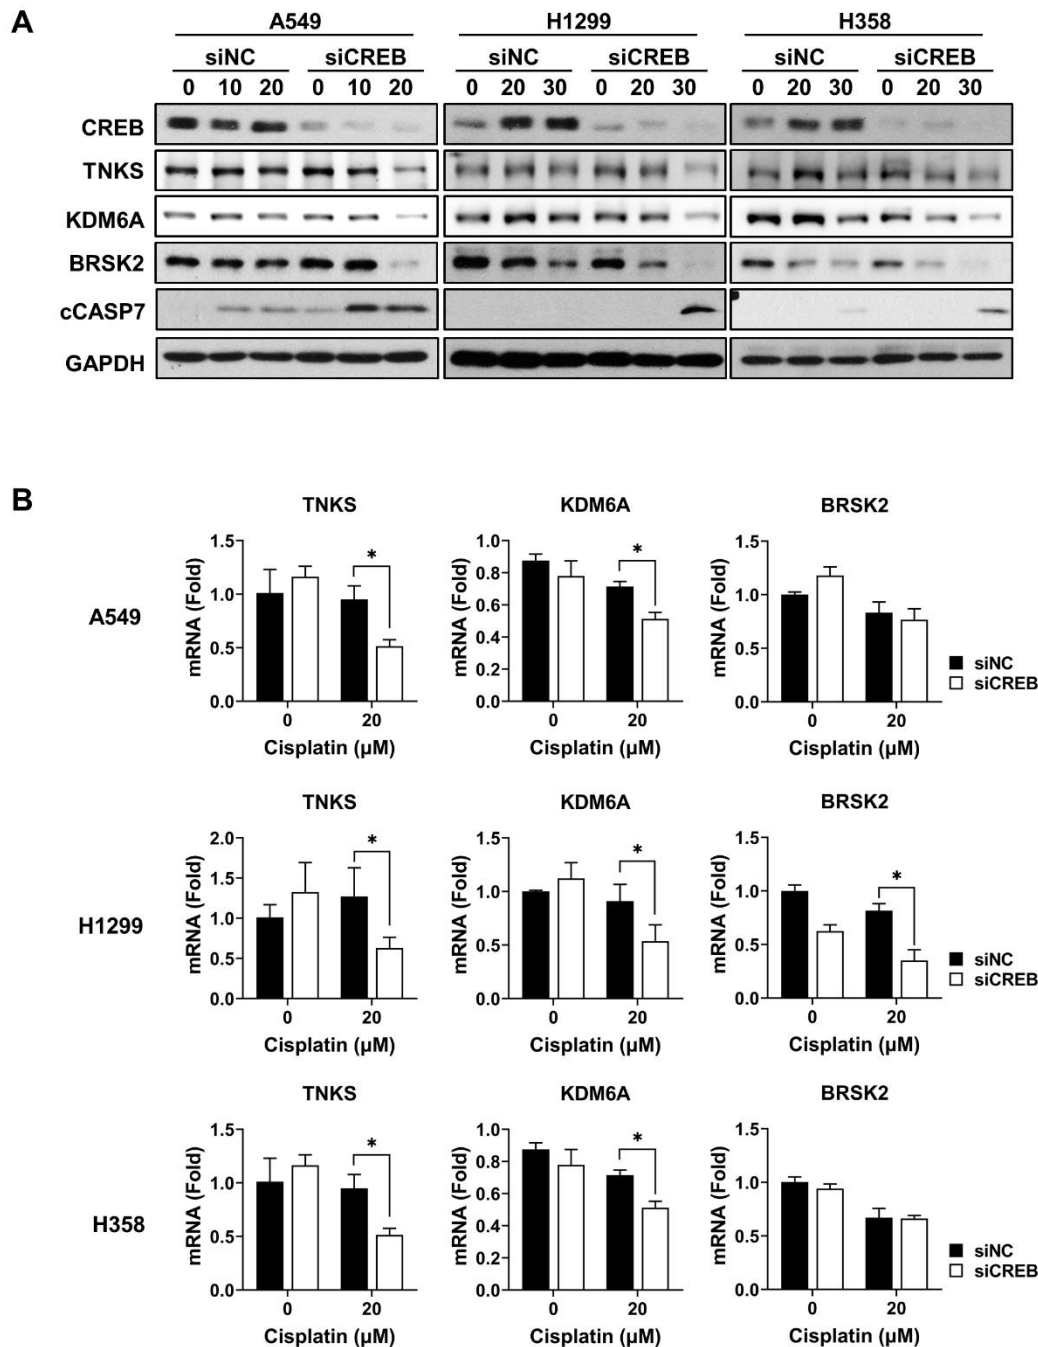 A
A549 H1299 H358
siNC siCREB siNC siCREB siNC siCREB
0 10 20 0 10 20 0 20 30 0 20 30 0 20 30 0 20 30
CREB
TNKS
KDM6A
BRSK2
cCASP7
GAPDH
B
TNKS KDM6A BRSK2
A549
mRNA (Fold) mRNA (Fold) mRNA (Fold)
1.5 1.0 1.5
* *
0.8
1.0 1.0
0.6
0.4
0.5 0.5
0.2
0.0 0.0 0.0
siNC
siCREB
0 20 0 20 0 20
Cisplatin (µM) Cisplatin (µM) Cisplatin (µM)
TNKS KDM6A BRSK2
H1299
mRNA (Fold) mRNA (Fold) mRNA (Fold)
2.0 1.5 1.5
* * *
1.5
1.0 1.0 1.0
0.5 0.5 0.5
0.0 0.0 0.0
siNC
siCREB
0 20 0 20 0 20
Cisplatin (µM) Cisplatin (µM) Cisplatin (µM)
TNKS KDM6A BRSK2
H358
mRNA (Fold) mRNA (Fold) mRNA (Fold)
1.5 1.0 1.5
* *
0.8
1.0 1.0
0.6
0.4
0.5 0.5
0.2
0.0 0.0 0.0
siNC
siCREB
0 20 0 20 0 20
Cisplatin (µM) Cisplatin (µM) Cisplatin (µM)